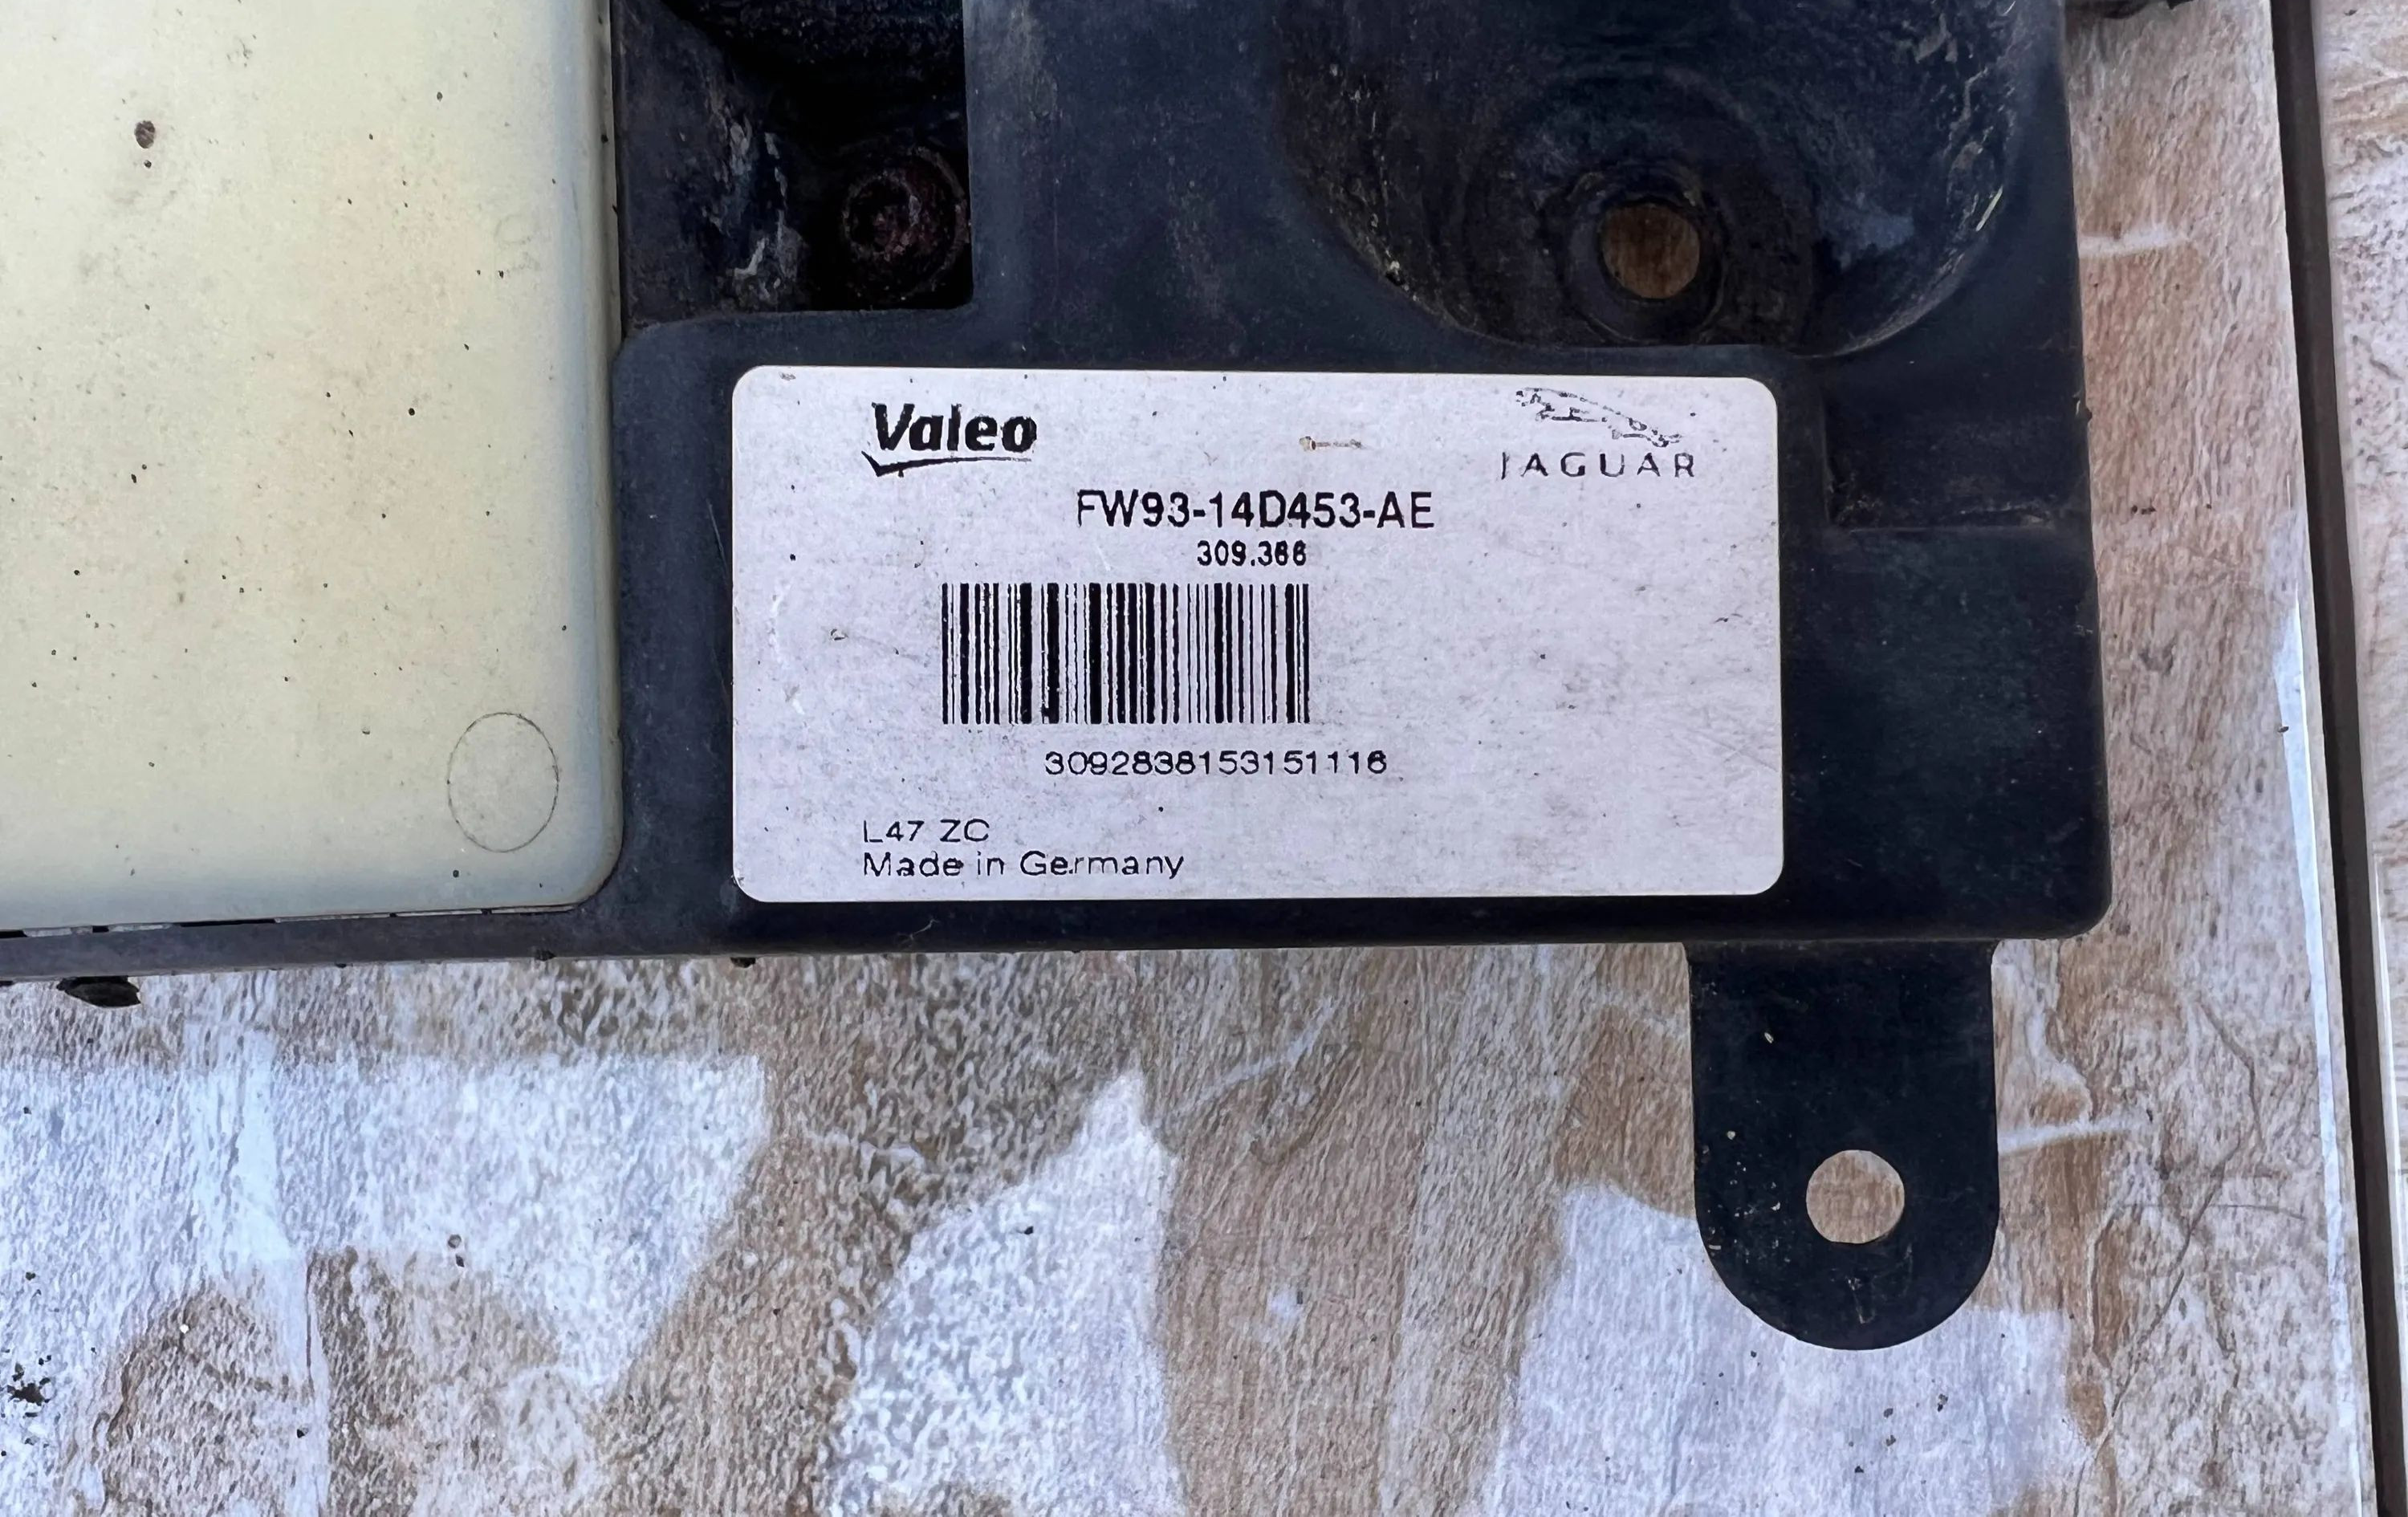 Valeo
JAGUAR
FW93-14D453-AE
309.366
3092838153151116
L47 ZC
Made in Germany